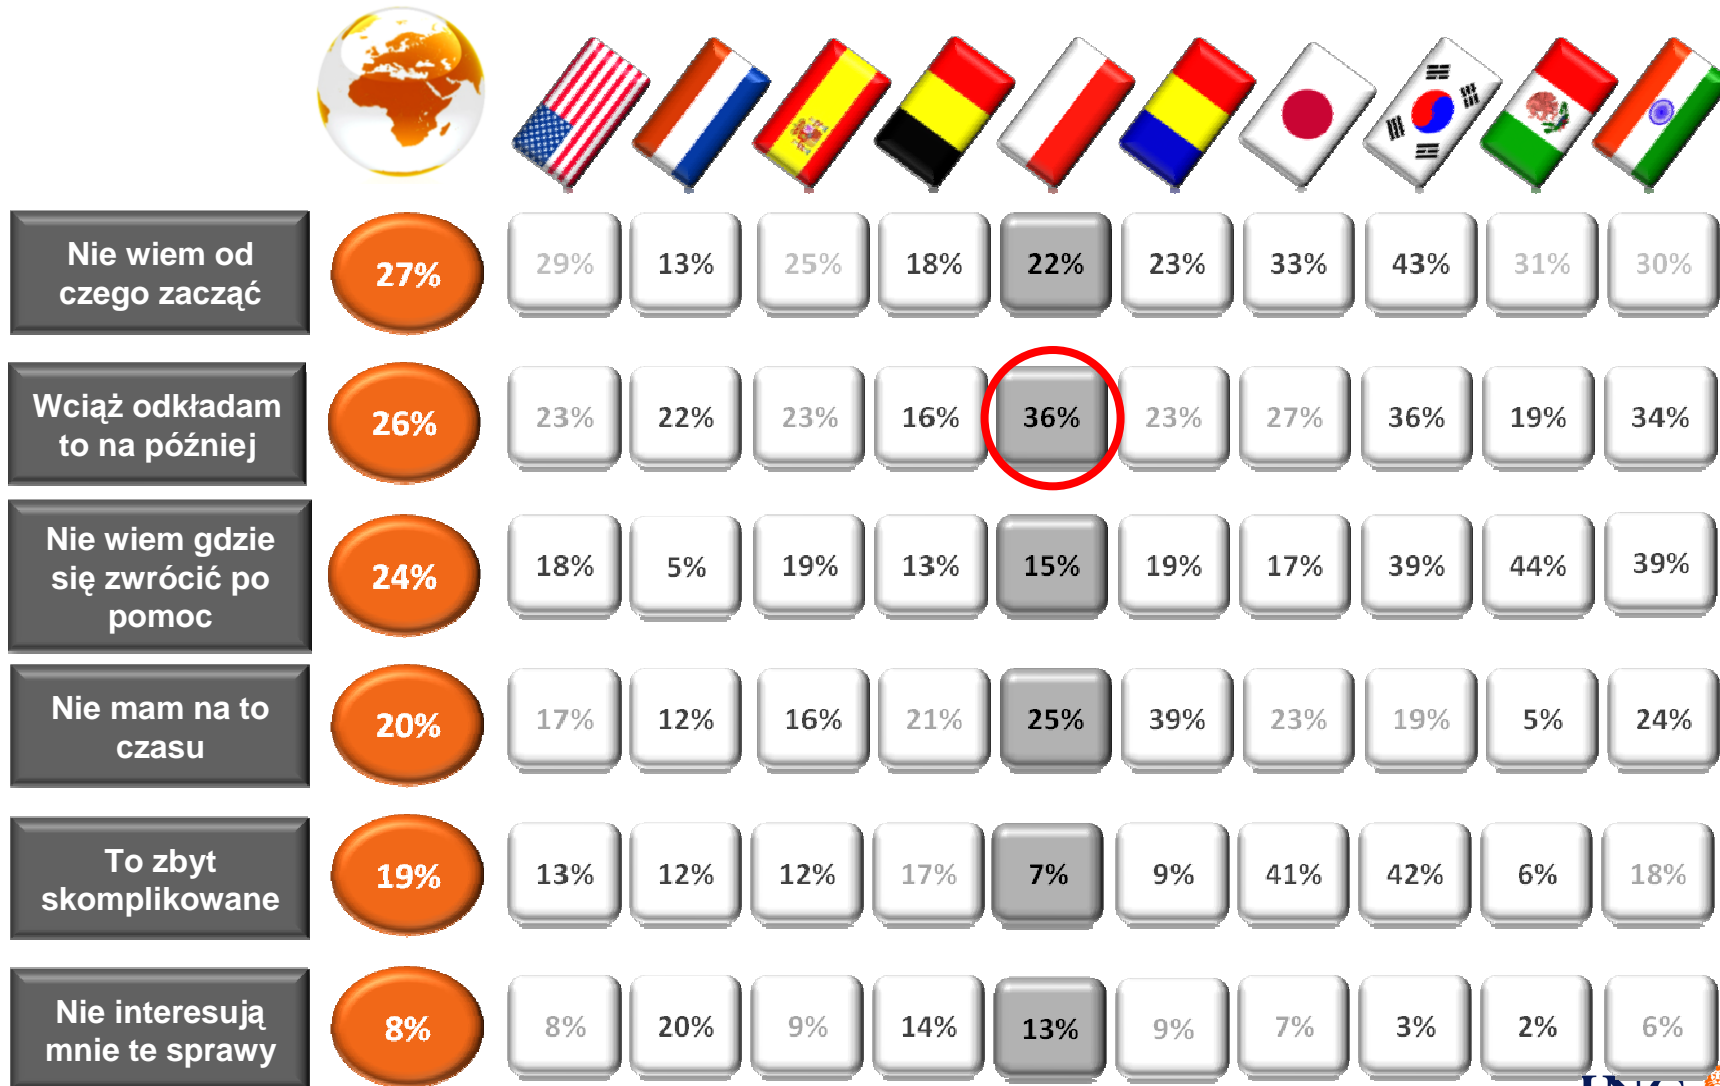 Nie wiem od
czego zacząć
27% 29% 13% 25% 18% 22% 23% 33% 43% 31% 30%
Wciąż odkładam
to na później
26% 23% 22% 23% 16% 36% 23% 27% 36% 19% 34%
Nie wiem gdzie
się zwrócić po
pomoc
24% 18% 5% 19% 13% 15% 19% 17% 39% 44% 39%
Nie mam na to
czasu
20% 17% 12% 16% 21% 25% 39% 23% 19% 5% 24%
To zbyt
skomplikowane
19% 13% 12% 12% 17% 7% 9% 41% 42% 6% 18%
Nie interesują
mnie te sprawy
8% 8% 20% 9% 14% 13% 9% 7% 3% 2% 6%